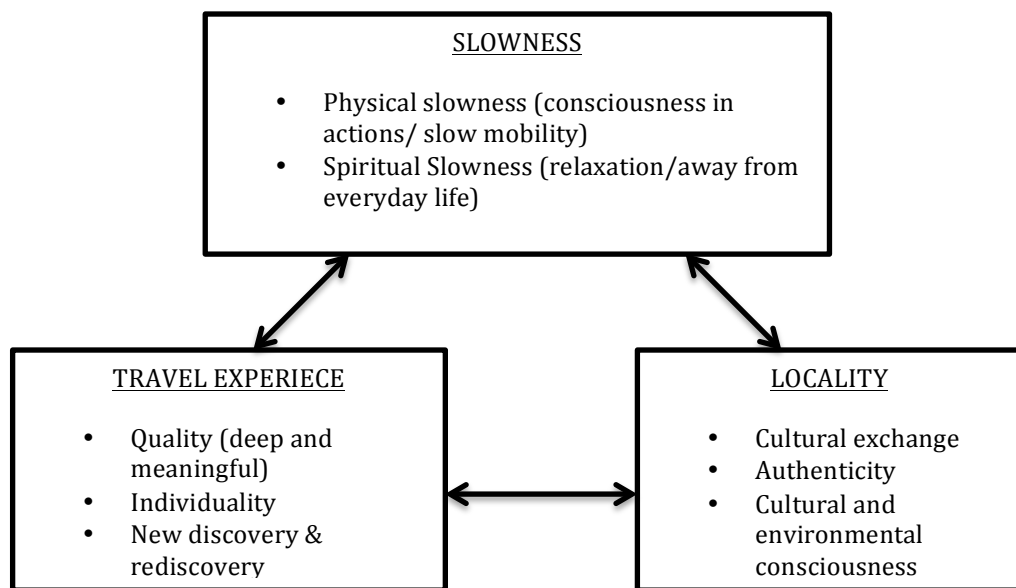 SLOWNESS
• Physical slowness (consciousness in
actions/ slow mobility)
• Spiritual Slowness (relaxation/away from
everyday life)
TRAVEL EXPERIECE
• Quality (deep and
meaningful)
• Individuality
• New discovery &
rediscovery
LOCALITY
• Cultural exchange
• Authenticity
• Cultural and
environmental
consciousness